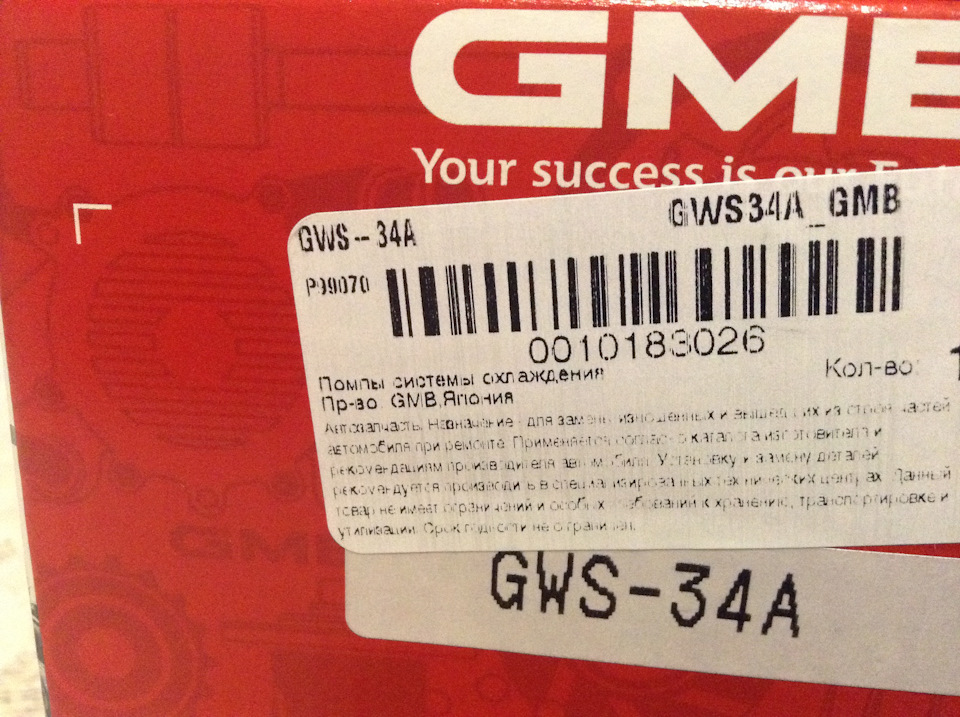 GMB
Your success is our
GWS--34A
GWS34A_GMB
P99070
0010183026
Помпы системы охлаждения
Кол-во: 1
Пр-во: GMB,Япония
Автозапчасть. Назначение - для замены изношенных и вышедших из строя частей
автомобиля при ремонте. Применяется согласно каталога изготовителя и
рекомендациям производителя автомобиля. Установку и замену деталей
рекомендуется производить в специализированных технических центрах. Данный
товар не имеет ограничений и особых требований к хранению, транспортировке и
утилизации. Срок годности не ограничен.
GMB
GWS-34A